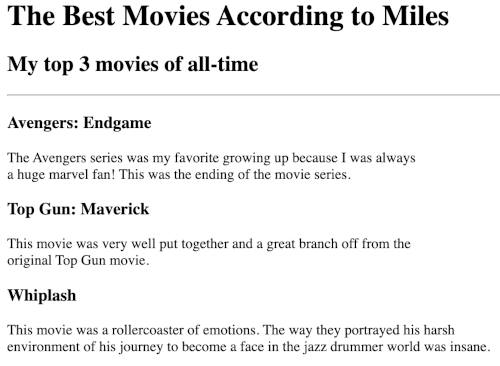 The Best Movies According to Miles
My top 3 movies of all-time
Avengers: Endgame
The Avengers series was my favorite growing up because I was always
a huge marvel fan! This was the ending of the movie series.
Top Gun: Maverick
This movie was very well put together and a great branch off from the
original Top Gun movie.
Whiplash
This movie was a rollercoaster of emotions. The way they portrayed his harsh
environment of his journey to become a face in the jazz drummer world was insane.